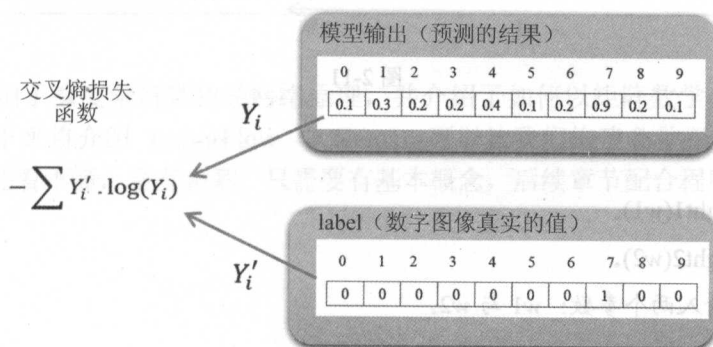 模型输出（预测的结果）
0 1 2 3 4 5 6 7 8 9
0.1 0.3 0.2 0.2 0.4 0.1 0.2 0.9 0.2 0.1
交叉熵损失
函数
Y_i
− ∑ Y_i′ . log(Y_i)
Y_i′
label（数字图像真实的值）
0 1 2 3 4 5 6 7 8 9
0 0 0 0 0 0 0 1 0 0